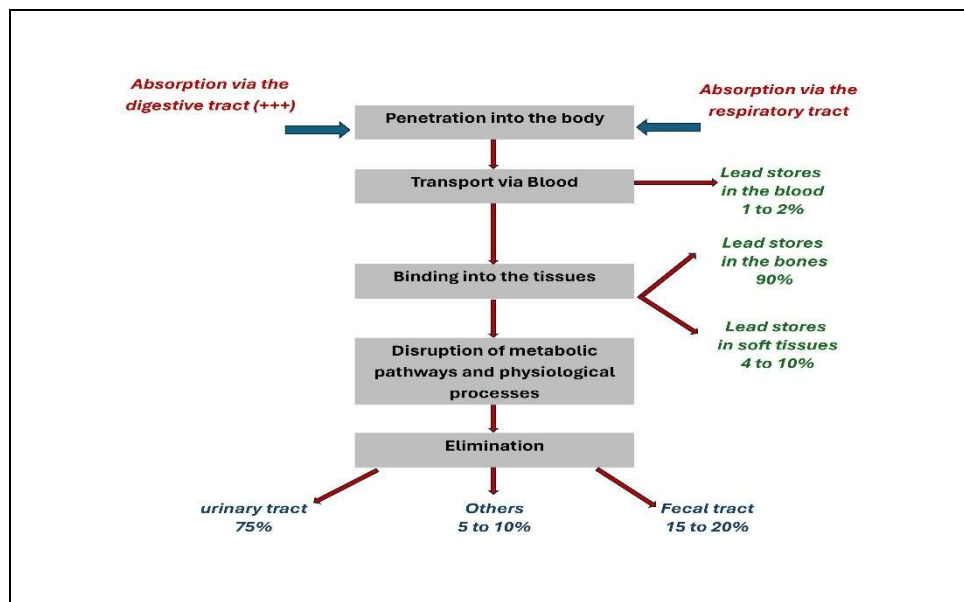 Absorption via the
digestive tract (+++)
Absorption via the
respiratory tract
Penetration into the body
Transport via Blood
Lead stores
in the blood
1 to 2%
Binding into the tissues
Lead stores
in the bones
90%
Lead stores
in soft tissues
4 to 10%
Disruption of metabolic
pathways and physiological
processes
Elimination
urinary tract
75%
Others
5 to 10%
Fecal tract
15 to 20%